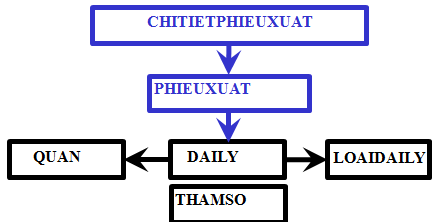 CHITIETPHIEUXUAT
PHIEUXUAT
QUAN
DAILY
LOAIDAILY
THAMSO